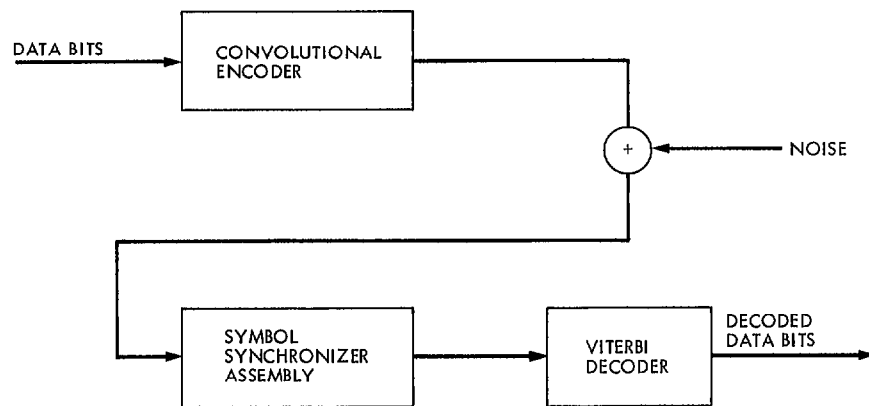 DATA BITS
CONVOLUTIONAL
ENCODER
+
NOISE
SYMBOL
SYNCHRONIZER
ASSEMBLY
VITERBI
DECODER
DECODED
DATA BITS